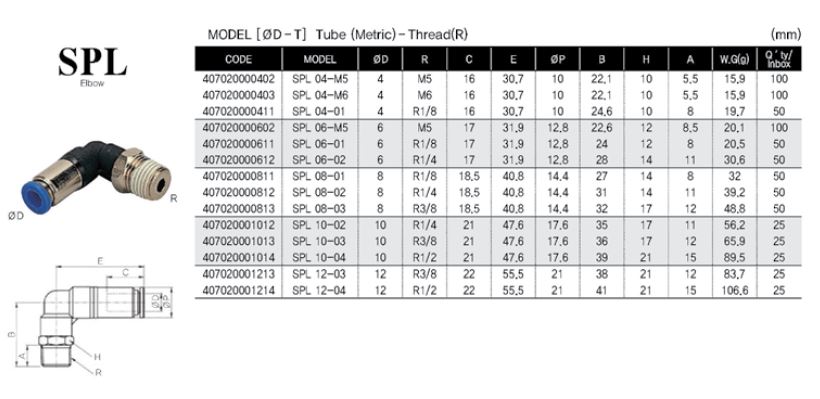 MODEL [ØD-T] Tube (Metric)-Thread(R) (mm)
SPL
Elbow
CODE MODEL ØD R C E ØP B H A W.G(g) Q'ty/Inbox
407020000402 SPL 04-M5 4 M5 16 30.7 10 22.1 10 5.5 15.9 100
407020000403 SPL 04-M6 4 M6 16 30.7 10 22.1 10 5.5 15.9 100
407020000411 SPL 04-01 4 R1/8 16 30.7 10 24.6 10 8 19.7 50
407020000602 SPL 06-M5 6 M5 17 31.9 12.8 22.6 12 8.5 20.1 100
407020000611 SPL 06-01 6 R1/8 17 31.9 12.8 24 12 8 20.5 50
407020000612 SPL 06-02 6 R1/4 17 31.9 12.8 28 14 11 30.6 50
407020000811 SPL 08-01 8 R1/8 18.5 40.8 14.4 27 14 8 32 50
407020000812 SPL 08-02 8 R1/4 18.5 40.8 14.4 31 14 11 39.2 50
407020000813 SPL 08-03 8 R3/8 18.5 40.8 14.4 32 17 12 48.8 50
407020001012 SPL 10-02 10 R1/4 21 47.6 17.6 35 17 11 56.2 25
407020001013 SPL 10-03 10 R3/8 21 47.6 17.6 36 17 12 65.9 25
407020001014 SPL 10-04 10 R1/2 21 47.6 17.6 39 21 15 89.5 25
407020001213 SPL 12-03 12 R3/8 22 55.5 21 38 21 12 83.7 25
407020001214 SPL 12-04 12 R1/2 22 55.5 21 41 21 15 106.6 25
R
ØD
E
C
ØD
ØP
B
A
H
R